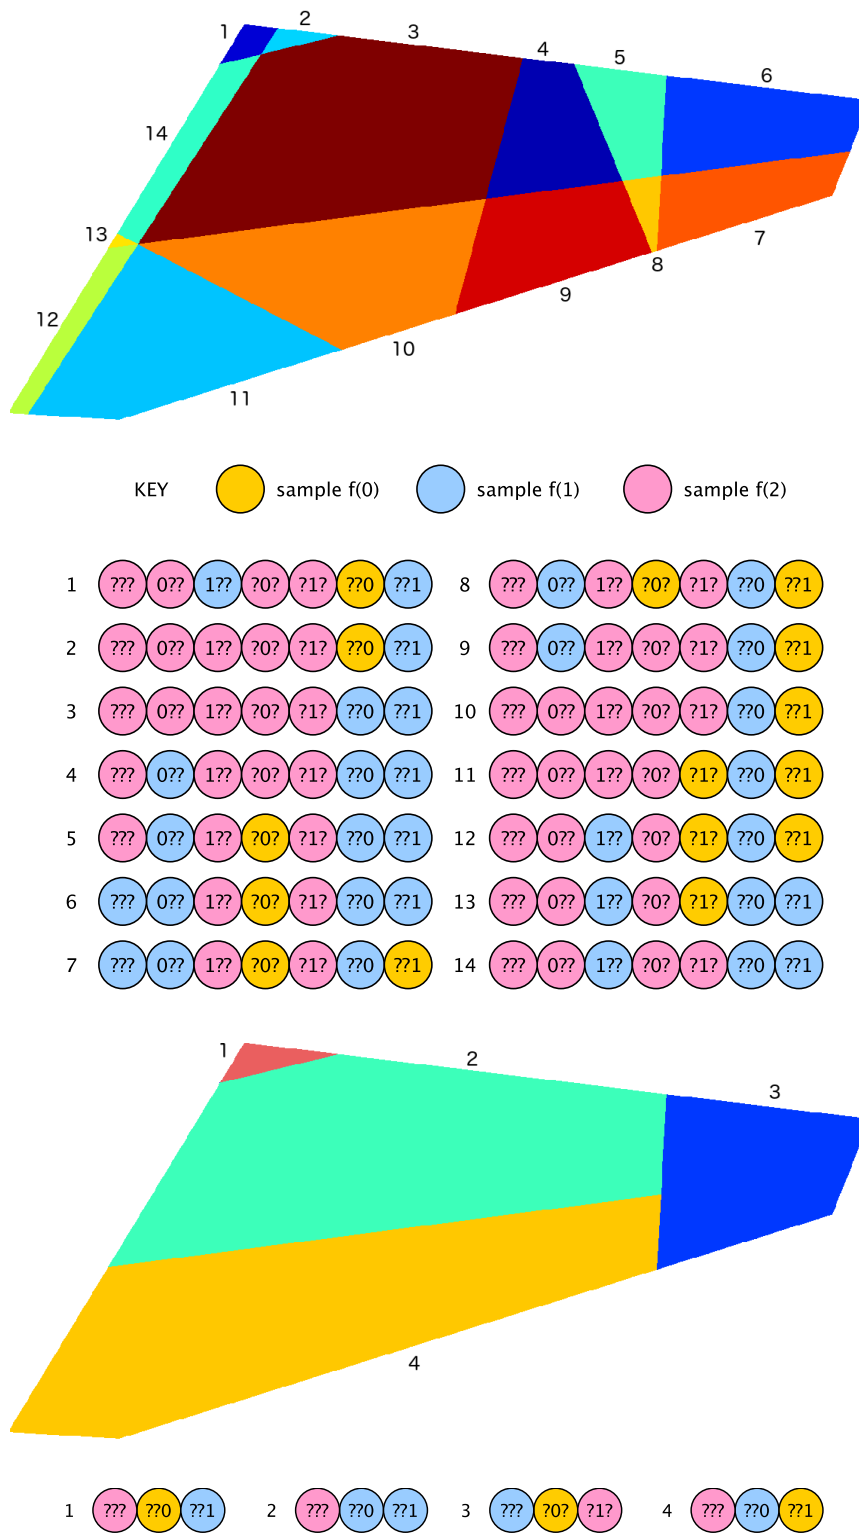 1 2 3 4 5 6
14
13
12
7
8
9
10
11
KEY sample f(0) sample f(1) sample f(2)
1 ??? 0?? 1?? ?0? ?1? ??0 ??1 8 ??? 0?? 1?? ?0? ?1? ??0 ??1
2 ??? 0?? 1?? ?0? ?1? ??0 ??1 9 ??? 0?? 1?? ?0? ?1? ??0 ??1
3 ??? 0?? 1?? ?0? ?1? ??0 ??1 10 ??? 0?? 1?? ?0? ?1? ??0 ??1
4 ??? 0?? 1?? ?0? ?1? ??0 ??1 11 ??? 0?? 1?? ?0? ?1? ??0 ??1
5 ??? 0?? 1?? ?0? ?1? ??0 ??1 12 ??? 0?? 1?? ?0? ?1? ??0 ??1
6 ??? 0?? 1?? ?0? ?1? ??0 ??1 13 ??? 0?? 1?? ?0? ?1? ??0 ??1
7 ??? 0?? 1?? ?0? ?1? ??0 ??1 14 ??? 0?? 1?? ?0? ?1? ??0 ??1
1 2 3
4
1 ??? ??0 ??1 2 ??? ??0 ??1 3 ??? ?0? ?1? 4 ??? ??0 ??1